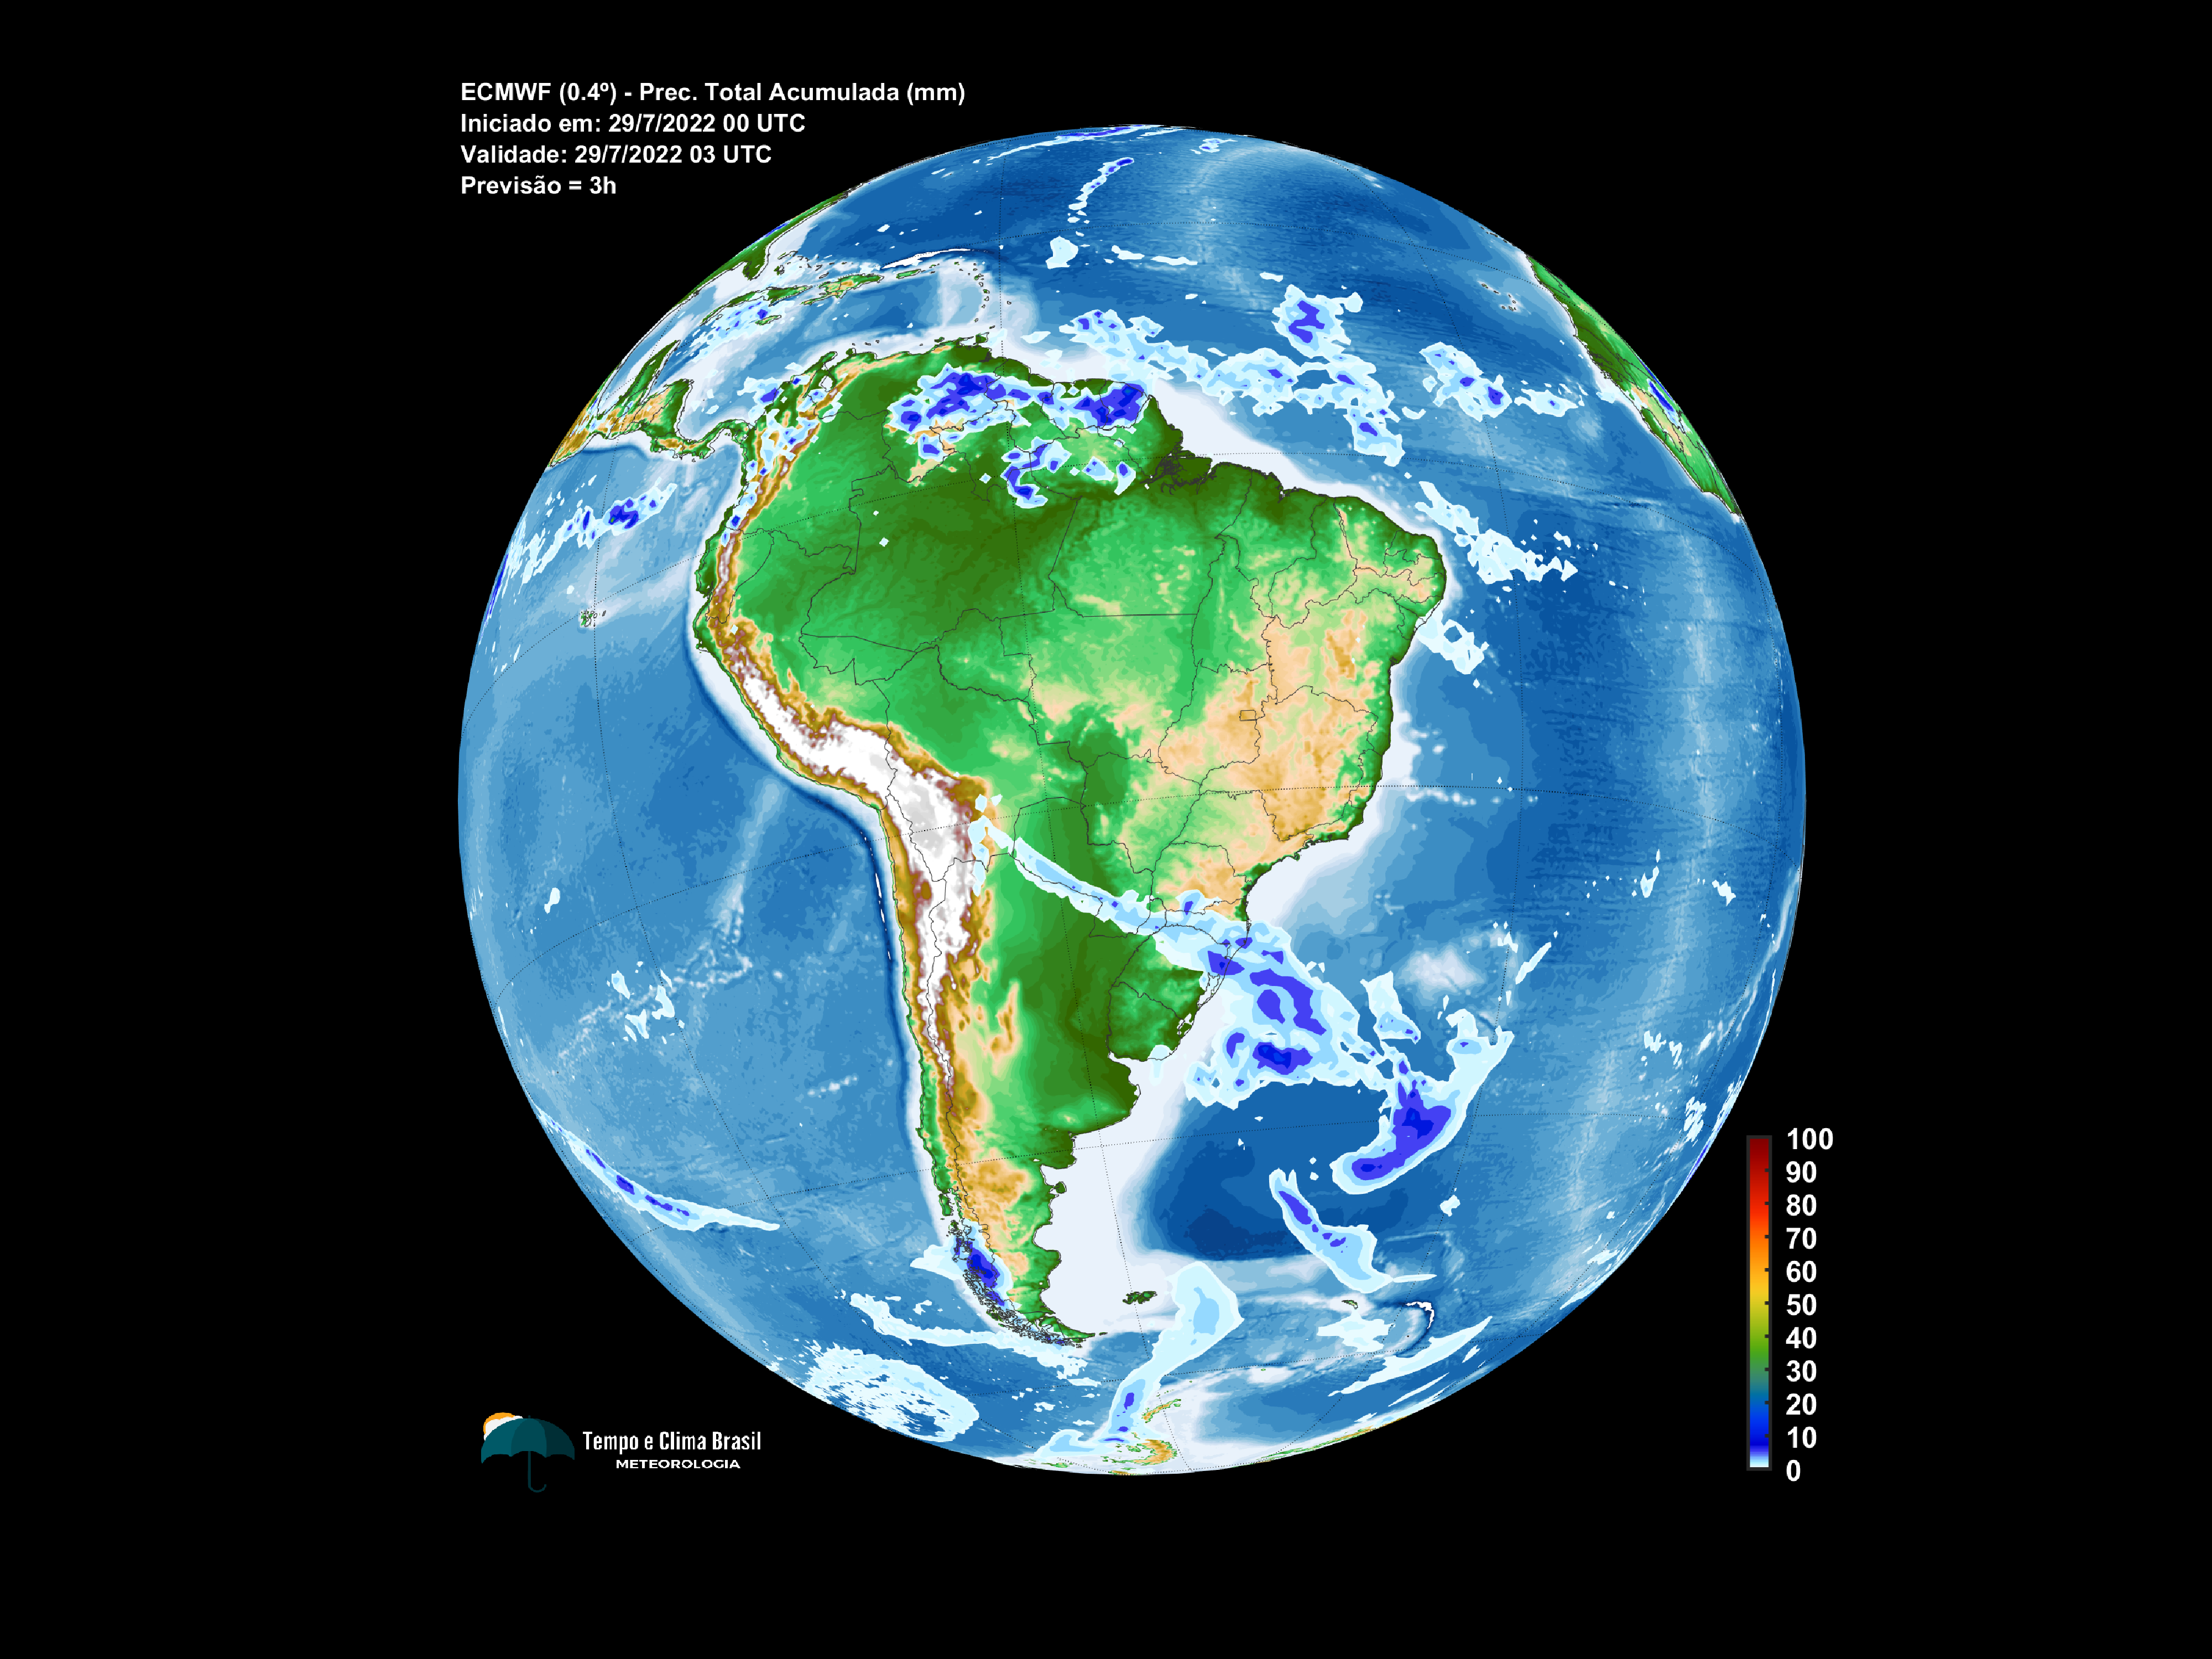 ECMWF (0.4º) - Prec. Total Acumulada (mm)
Iniciado em: 29/7/2022 00 UTC
Validade: 29/7/2022 03 UTC
Previsão = 3h
100
90
80
70
60
50
40
30
20
10
0
Tempo e Clima Brasil
METEOROLOGIA